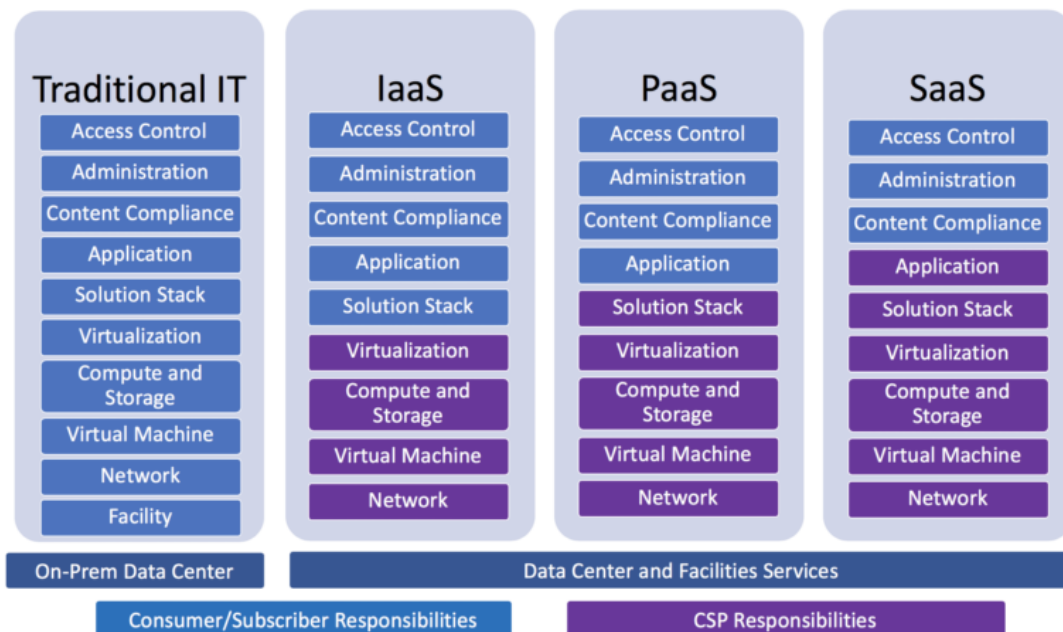 Traditional IT
Access Control
Administration
Content Compliance
Application
Solution Stack
Virtualization
Compute and
Storage
Virtual Machine
Network
Facility
IaaS
Access Control
Administration
Content Compliance
Application
Solution Stack
Virtualization
Compute and
Storage
Virtual Machine
Network
PaaS
Access Control
Administration
Content Compliance
Application
Solution Stack
Virtualization
Compute and
Storage
Virtual Machine
Network
SaaS
Access Control
Administration
Content Compliance
Application
Solution Stack
Virtualization
Compute and
Storage
Virtual Machine
Network
On-Prem Data Center
Data Center and Facilities Services
Consumer/Subscriber Responsibilities
CSP Responsibilities